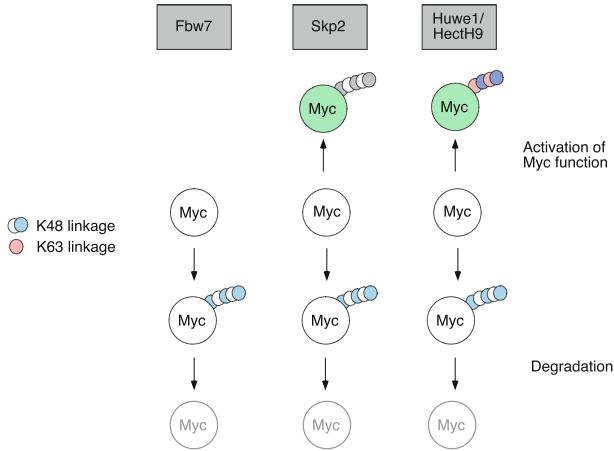 Fbw7
Skp2
Huwe1/
HectH9
Myc
Myc
Activation of
Myc function
Myc
Myc
Myc
K48 linkage
K63 linkage
Myc
Myc
Myc
Degradation
Myc
Myc
Myc